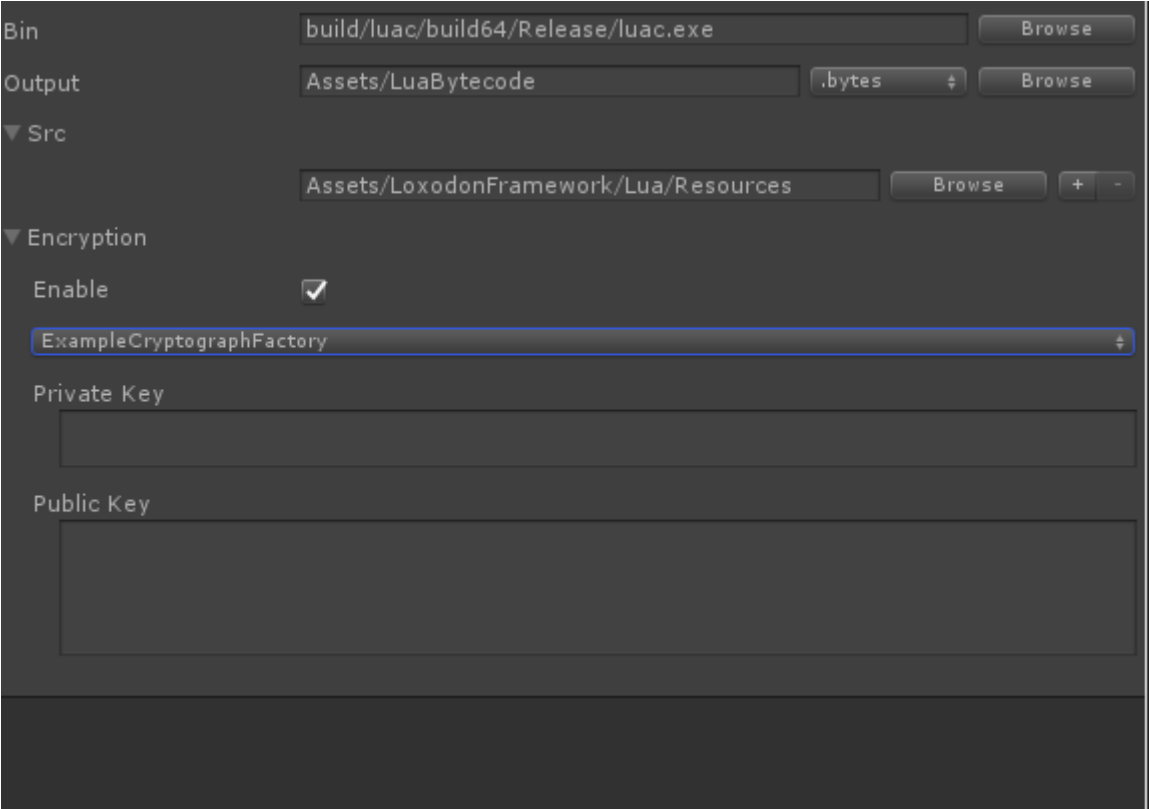 Bin build/luac/build64/Release/luac.exe Browse
Output Assets/LuaBytecode .bytes Browse
Src
Assets/LoxodonFramework/Lua/Resources Browse + -
Encryption
Enable
ExampleCryptographFactory
Private Key
Public Key